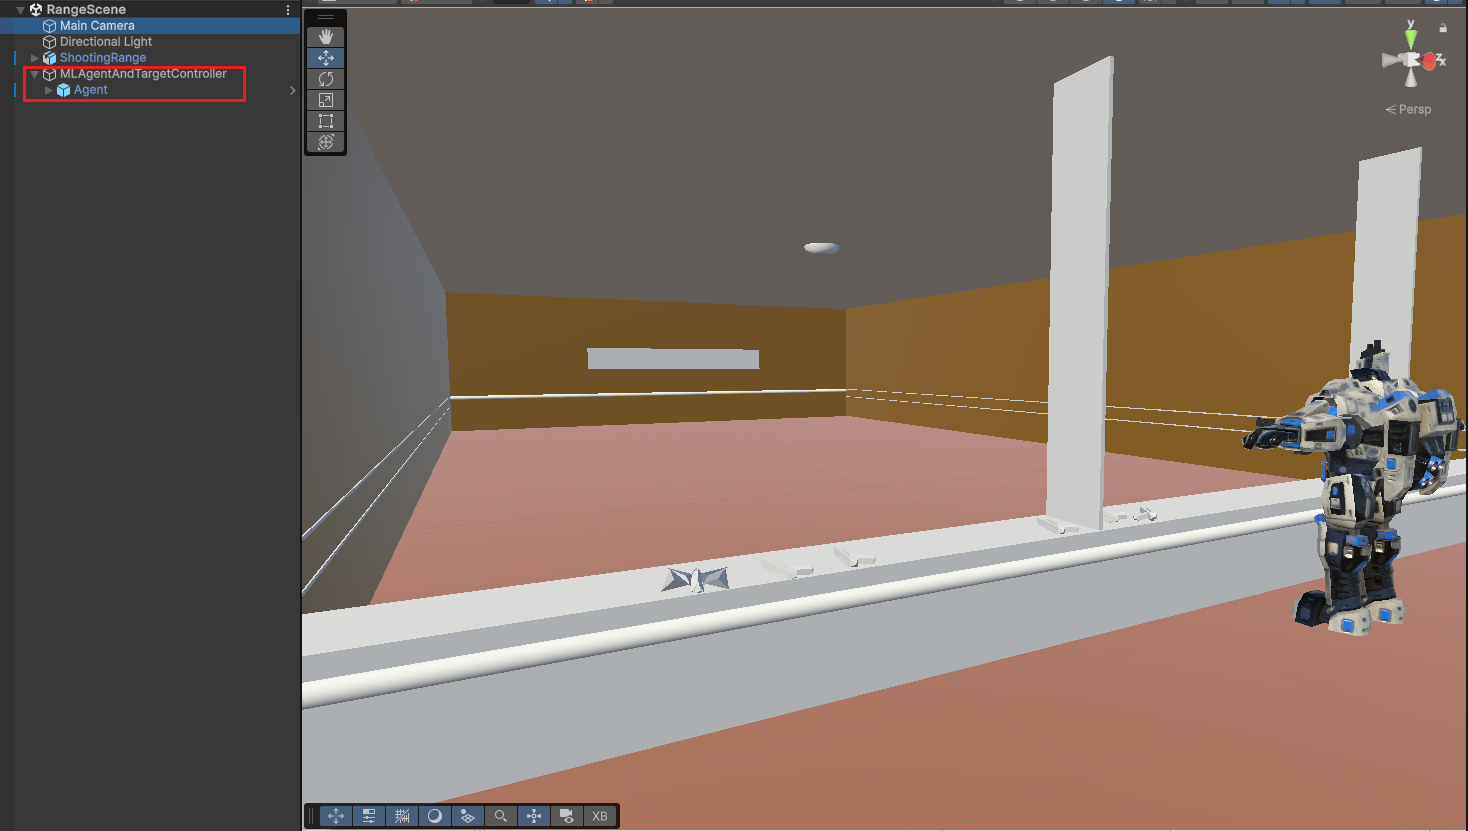 RangeScene
Main Camera
Directional Light
ShootingRange
MLAgentAndTargetController
Agent
y
Persp
XB